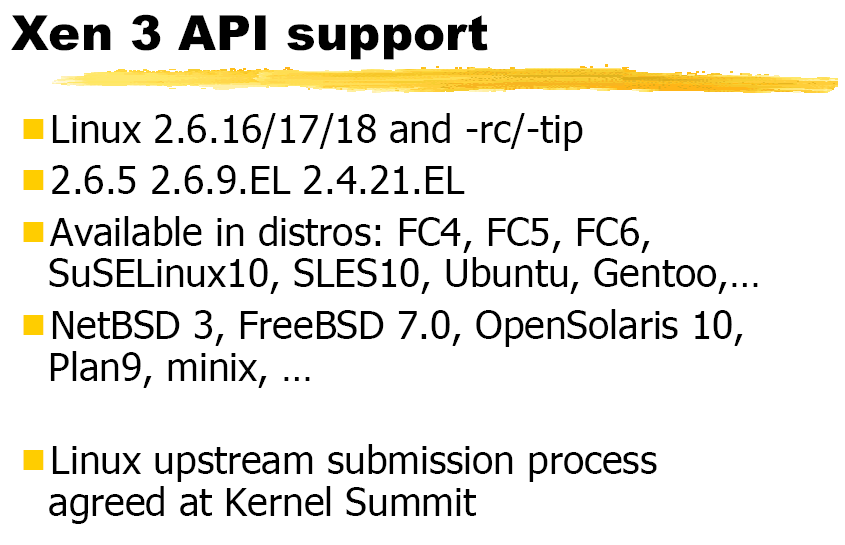 Xen 3 API support
Linux 2.6.16/17/18 and -rc/-tip
2.6.5 2.6.9.EL 2.4.21.EL
Available in distros: FC4, FC5, FC6,
SuSELinux10, SLES10, Ubuntu, Gentoo,…
NetBSD 3, FreeBSD 7.0, OpenSolaris 10,
Plan9, minix, …
Linux upstream submission process
agreed at Kernel Summit